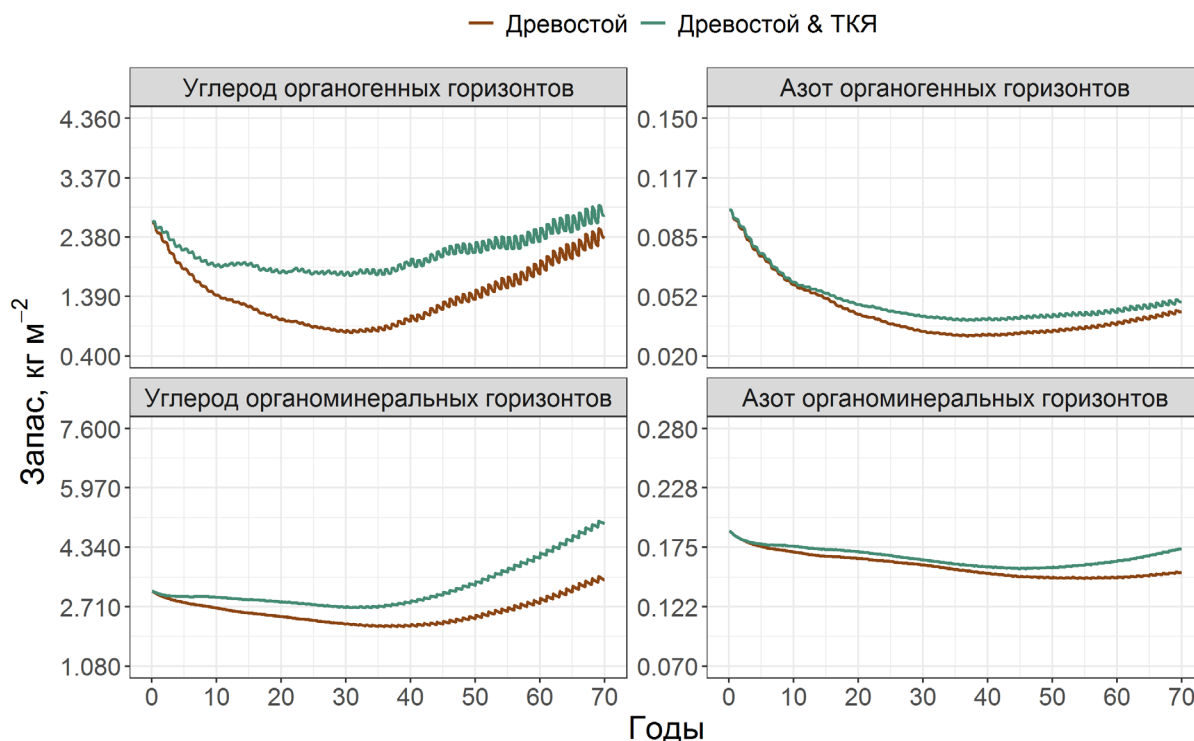 Древостой Древостой & ТКЯ
Углерод органогенных горизонтов
Азот органогенных горизонтов
4.360
3.370
2.380
1.390
0.400
0.150
0.117
0.085
0.052
0.020
Углерод органоминеральных горизонтов
Азот органоминеральных горизонтов
7.600
5.970
4.340
2.710
1.080
0.280
0.228
0.175
0.122
0.070
0 10 20 30 40 50 60 70
0 10 20 30 40 50 60 70
Запас, кг м⁻²
Годы